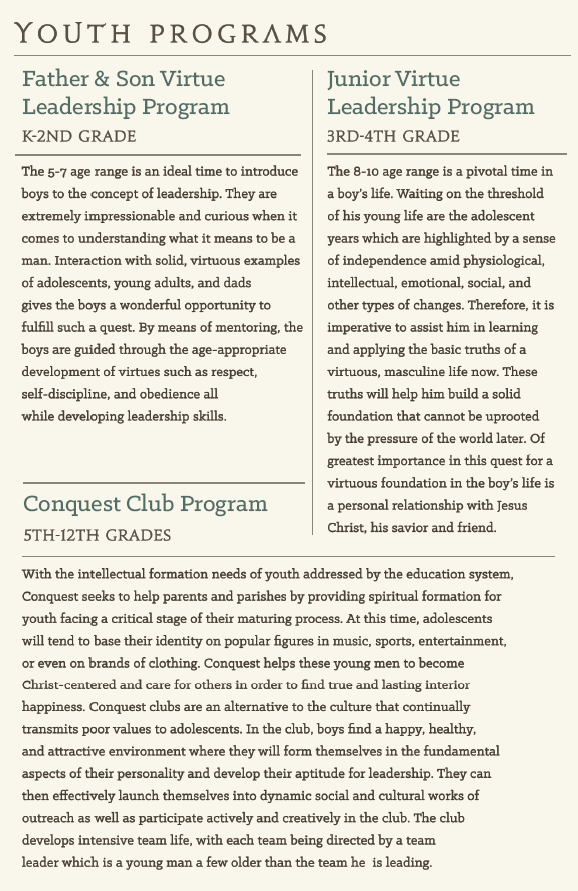 YOUTH PROGRAMS
Father & Son Virtue
Leadership Program
K-2ND GRADE
The 5-7 age range is an ideal time to introduce
boys to the concept of leadership. They are
extremely impressionable and curious when it
comes to understanding what it means to be a
man. Interaction with solid, virtuous examples
of adolescents, young adults, and dads
gives the boys a wonderful opportunity to
fulfill such a quest. By means of mentoring, the
boys are guided through the age-appropriate
development of virtues such as respect,
self-discipline, and obedience all
while developing leadership skills.
Junior Virtue
Leadership Program
3RD-4TH GRADE
The 8-10 age range is a pivotal time in
a boy's life. Waiting on the threshold
of his young life are the adolescent
years which are highlighted by a sense
of independence amid physiological,
intellectual, emotional, social, and
other types of changes. Therefore, it is
imperative to assist him in learning
and applying the basic truths of a
virtuous, masculine life now. These
truths will help him build a solid
foundation that cannot be uprooted
by the pressure of the world later. Of
greatest importance in this quest for a
virtuous foundation in the boy's life is
a personal relationship with Jesus
Christ, his savior and friend.
Conquest Club Program
5TH-12TH GRADES
With the intellectual formation needs of youth addressed by the education system,
Conquest seeks to help parents and parishes by providing spiritual formation for
youth facing a critical stage of their maturing process. At this time, adolescents
will tend to base their identity on popular figures in music, sports, entertainment,
or even on brands of clothing. Conquest helps these young men to become
Christ-centered and care for others in order to find true and lasting interior
happiness. Conquest clubs are an alternative to the culture that continually
transmits poor values to adolescents. In the club, boys find a happy, healthy,
and attractive environment where they will form themselves in the fundamental
aspects of their personality and develop their aptitude for leadership. They can
then effectively launch themselves into dynamic social and cultural works of
outreach as well as participate actively and creatively in the club. The club
develops intensive team life, with each team being directed by a team
leader which is a young man a few older than the team he is leading.